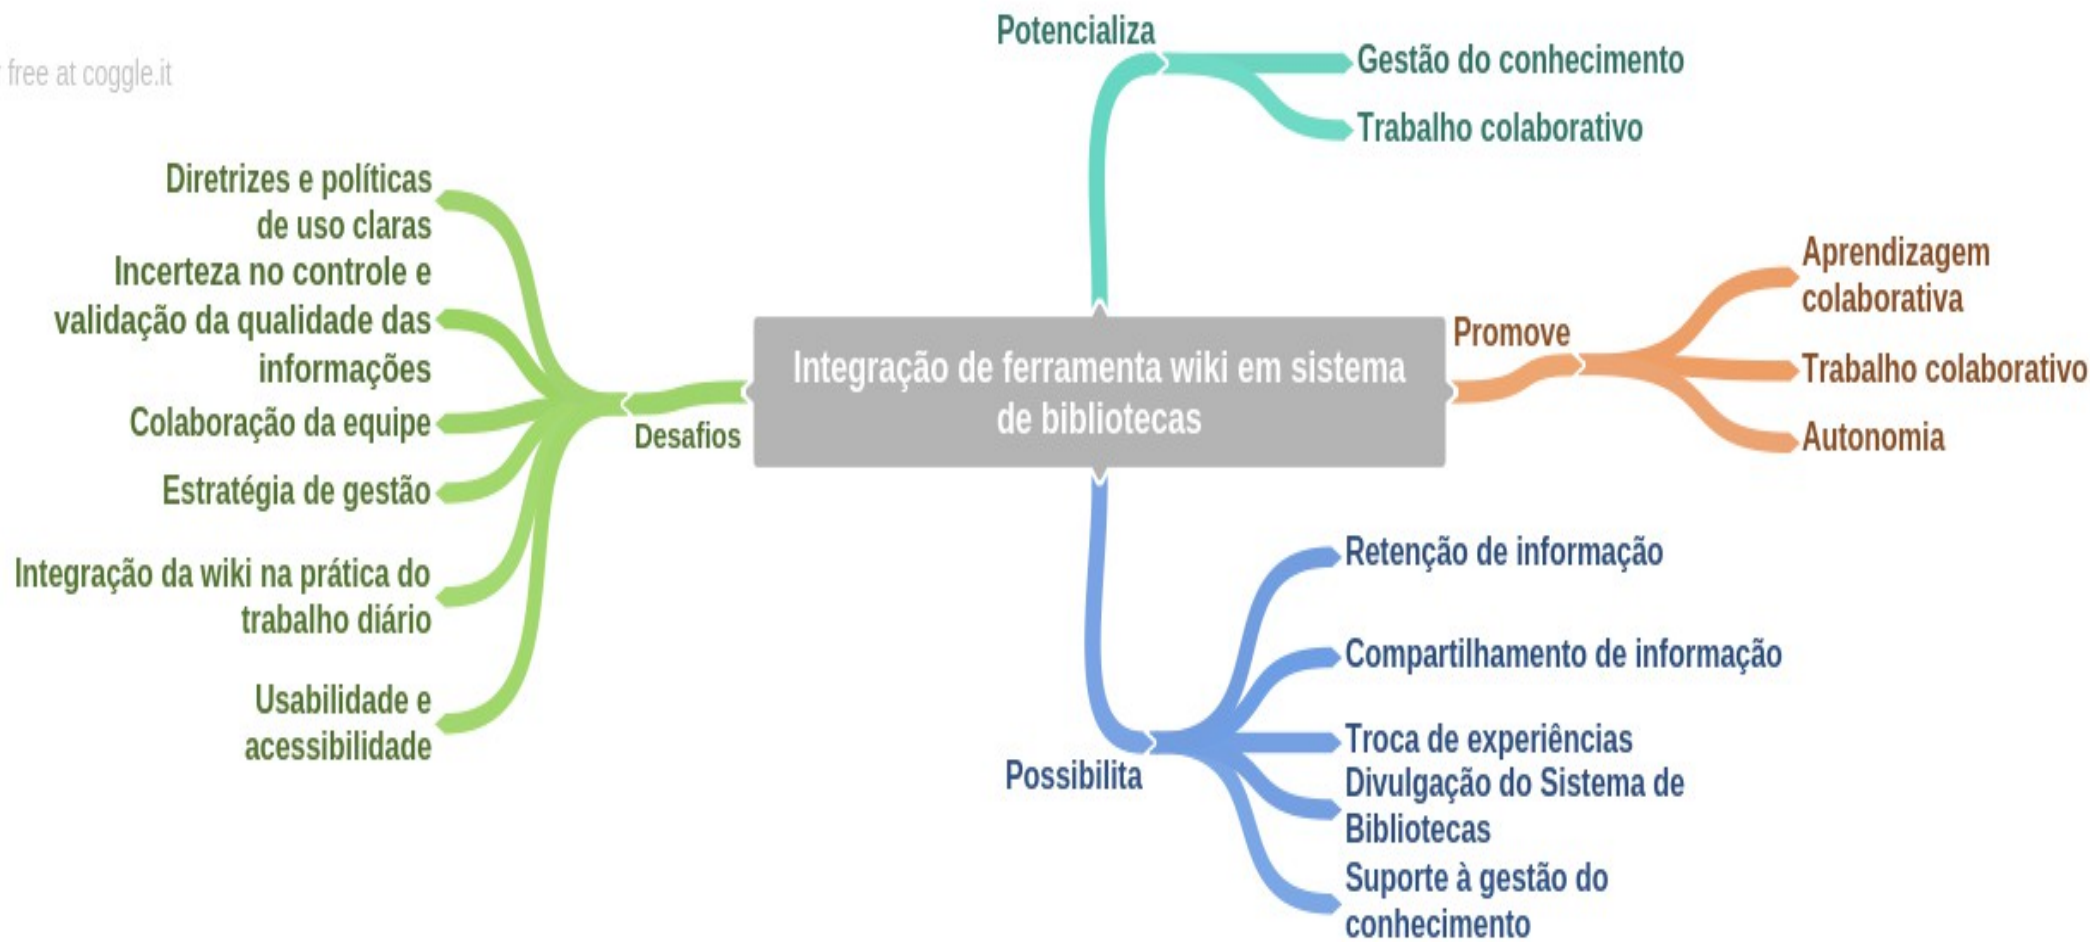 free at coggle.it
Potencializa
Gestão do conhecimento
Trabalho colaborativo
Diretrizes e políticas
de uso claras
Incerteza no controle e
validação da qualidade das
informações
Colaboração da equipe
Estratégia de gestão
Integração da wiki na prática do
trabalho diário
Usabilidade e
acessibilidade
Desafios
Integração de ferramenta wiki em sistema
de bibliotecas
Promove
Aprendizagem
colaborativa
Trabalho colaborativo
Autonomia
Possibilita
Retenção de informação
Compartilhamento de informação
Troca de experiências
Divulgação do Sistema de
Bibliotecas
Suporte à gestão do
conhecimento